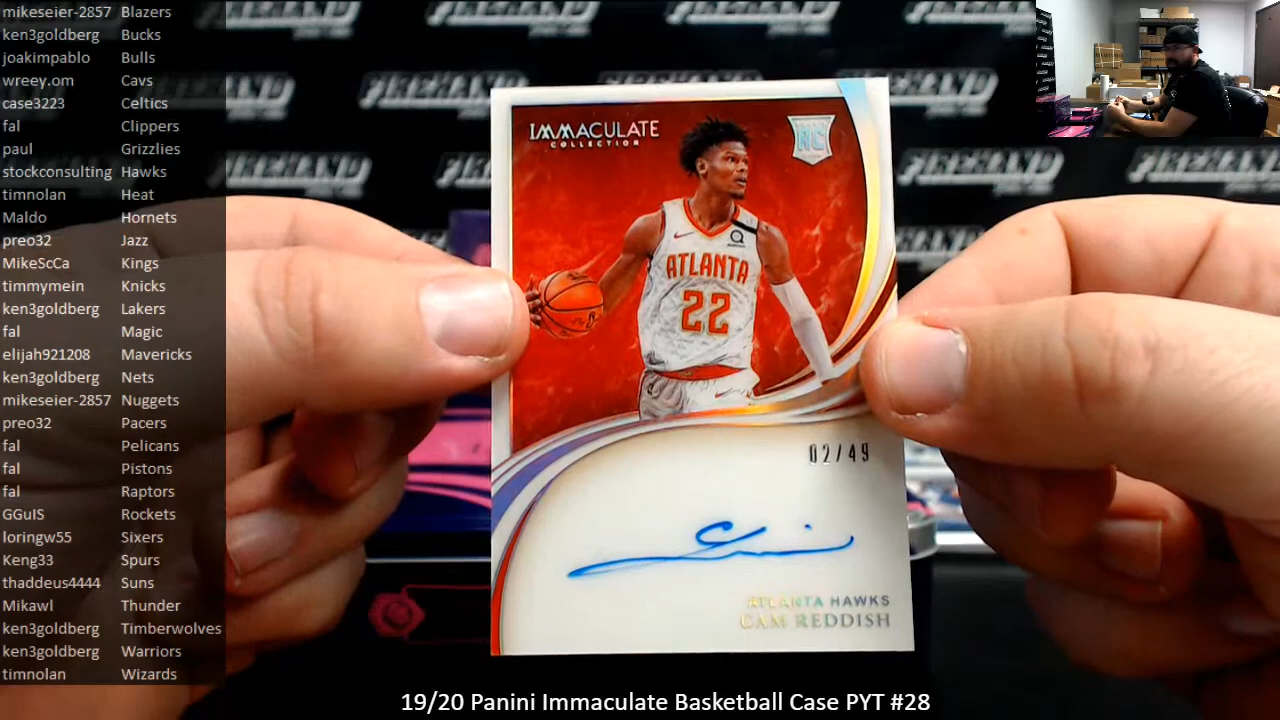 mikeseier-2857 Blazers
ken3goldberg Bucks
joakimpablo Bulls
wreey.om Cavs
case3223 Celtics
fal Clippers
paul Grizzlies
stockconsulting Hawks
timnolan Heat
Maldo Hornets
preo32 Jazz
MikeScCa Kings
timmymein Knicks
ken3goldberg Lakers
fal Magic
elijah921208 Mavericks
ken3goldberg Nets
mikeseier-2857 Nuggets
preo32 Pacers
fal Pelicans
fal Pistons
fal Raptors
GGuIS Rockets
loringw55 Sixers
Keng33 Spurs
thaddeus4444 Suns
Mikawl Thunder
ken3goldberg Timberwolves
ken3goldberg Warriors
timnolan Wizards
FIREHAND
FIREHAND
FIREHAND
FIREHAND
IMMACULATE
COLLECTION
RC
ATLANTA
22
02/49
ATLANTA HAWKS
CAM REDDISH
19/20 Panini Immaculate Basketball Case PYT #28